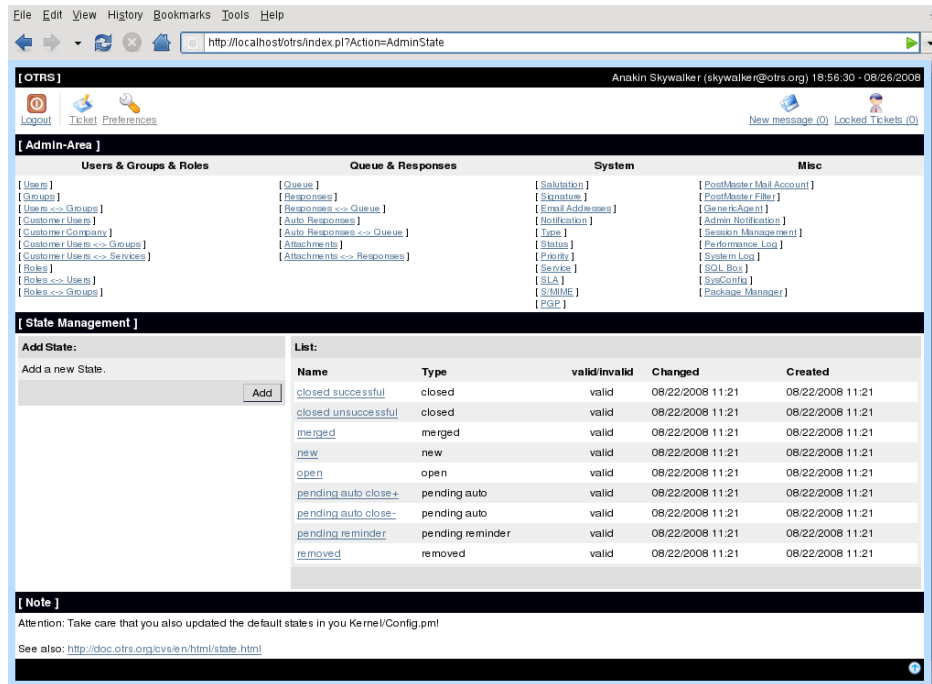 File Edit View History Bookmarks Tools Help
http://localhost/otrs/index.pl?Action=AdminState
[ OTRS ] Anakin Skywalker (skywalker@otrs.org) 18:56:30 - 08/26/2008
Logout Ticket Preferences New message (0) Locked Tickets (0)
[ Admin-Area ]
Users & Groups & Roles Queue & Responses System Misc
[ Users ] [ Queue ] [ Salutation ] [ PostMaster Mail Account ]
[ Groups ] [ Responses ] [ Signature ] [ PostMaster Filter ]
[ Users <-> Groups ] [ Responses <-> Queue ] [ Email Addresses ] [ GenericAgent ]
[ Customer Users ] [ Auto Responses ] [ Notification ] [ Admin Notification ]
[ Customer Company ] [ Auto Responses <-> Queue ] [ Type ] [ Session Management ]
[ Customer Users <-> Groups ] [ Attachments ] [ Status ] [ Performance Log ]
[ Customer Users <-> Services ] [ Attachments <-> Responses ] [ Priority ] [ System Log ]
[ Roles ] [ Service ] [ SQL Box ]
[ Roles <-> Users ] [ SLA ] [ SysConfig ]
[ Roles <-> Groups ] [ S/MIME ] [ Package Manager ]
[ PGP ]
[ State Management ]
Add State: List:
Add a new State.
Add
Name Type valid/invalid Changed Created
closed successful closed valid 08/22/2008 11:21 08/22/2008 11:21
closed unsuccessful closed valid 08/22/2008 11:21 08/22/2008 11:21
merged merged valid 08/22/2008 11:21 08/22/2008 11:21
new new valid 08/22/2008 11:21 08/22/2008 11:21
open open valid 08/22/2008 11:21 08/22/2008 11:21
pending auto close+ pending auto valid 08/22/2008 11:21 08/22/2008 11:21
pending auto close- pending auto valid 08/22/2008 11:21 08/22/2008 11:21
pending reminder pending reminder valid 08/22/2008 11:21 08/22/2008 11:21
removed removed valid 08/22/2008 11:21 08/22/2008 11:21
[ Note ]
Attention: Take care that you also updated the default states in you Kernel/Config.pm!
See also: http://doc.otrs.org/cvs/en/html/state.html